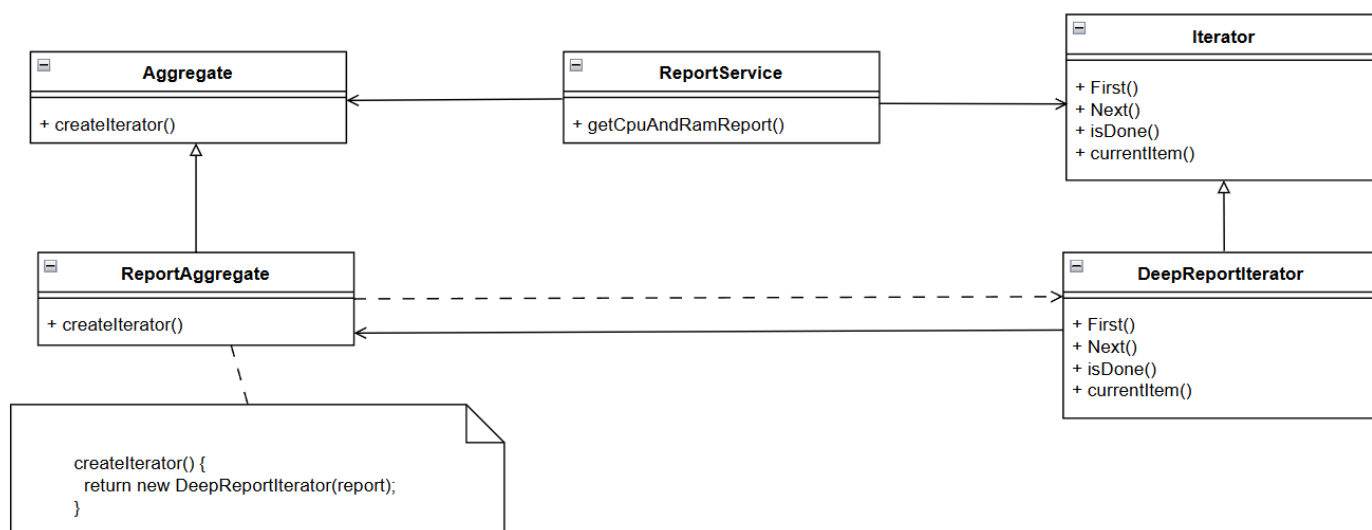 Aggregate
+ createIterator()
ReportService
+ getCpuAndRamReport()
Iterator
+ First()
+ Next()
+ isDone()
+ currentItem()
ReportAggregate
+ createIterator()
DeepReportIterator
+ First()
+ Next()
+ isDone()
+ currentItem()
createIterator() {
return new DeepReportIterator(report);
}